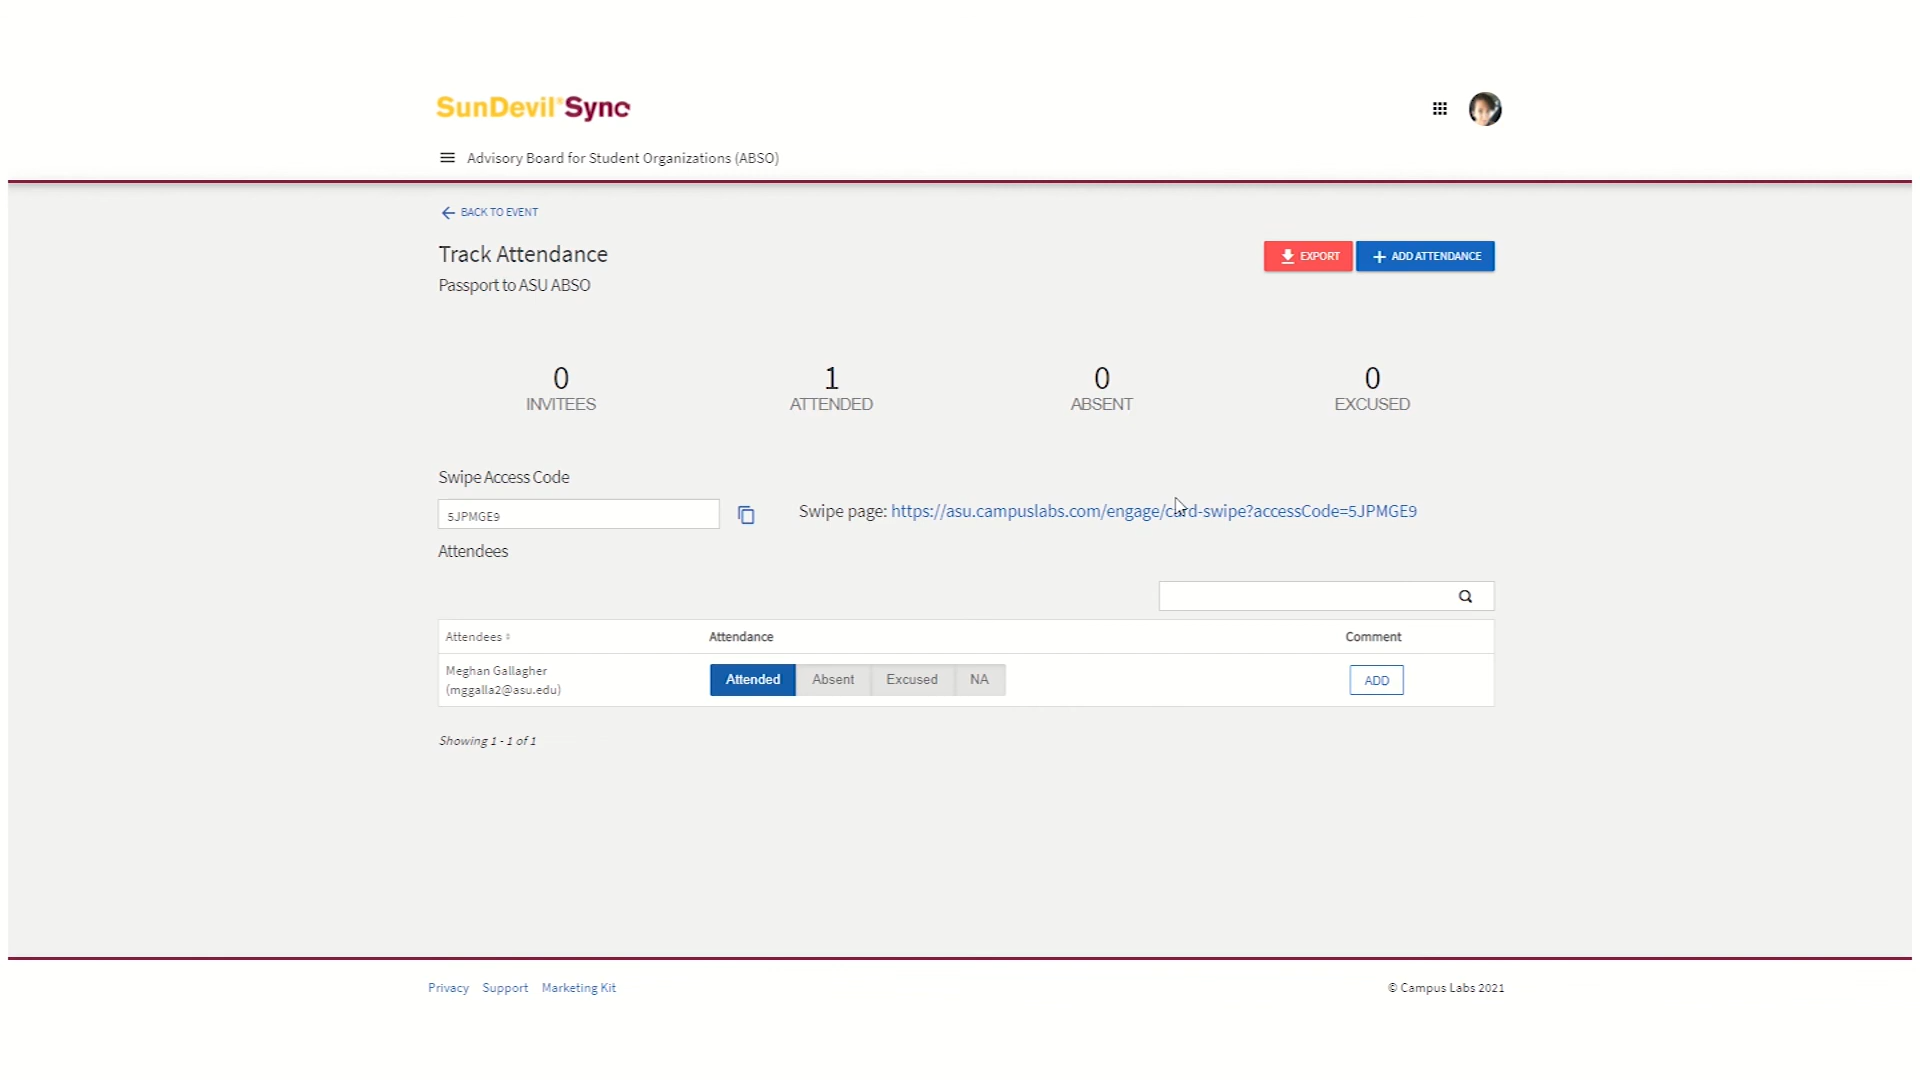 SunDevil Sync
Advisory Board for Student Organizations (ABSO)
BACK TO EVENT
Track Attendance
EXPORT
ADD ATTENDANCE
Passport to ASU ABSO
0 1 0 0
INVITEES ATTENDED ABSENT EXCUSED
Swipe Access Code
5JPMGE9
Swipe page: https://asu.campuslabs.com/engage/card-swipe?accessCode=5JPMGE9
Attendees
Attendees Attendance Comment
Meghan Gallagher
(mggalla2@asu.edu)
Attended Absent Excused NA
ADD
Showing 1 - 1 of 1
Privacy Support Marketing Kit
© Campus Labs 2021